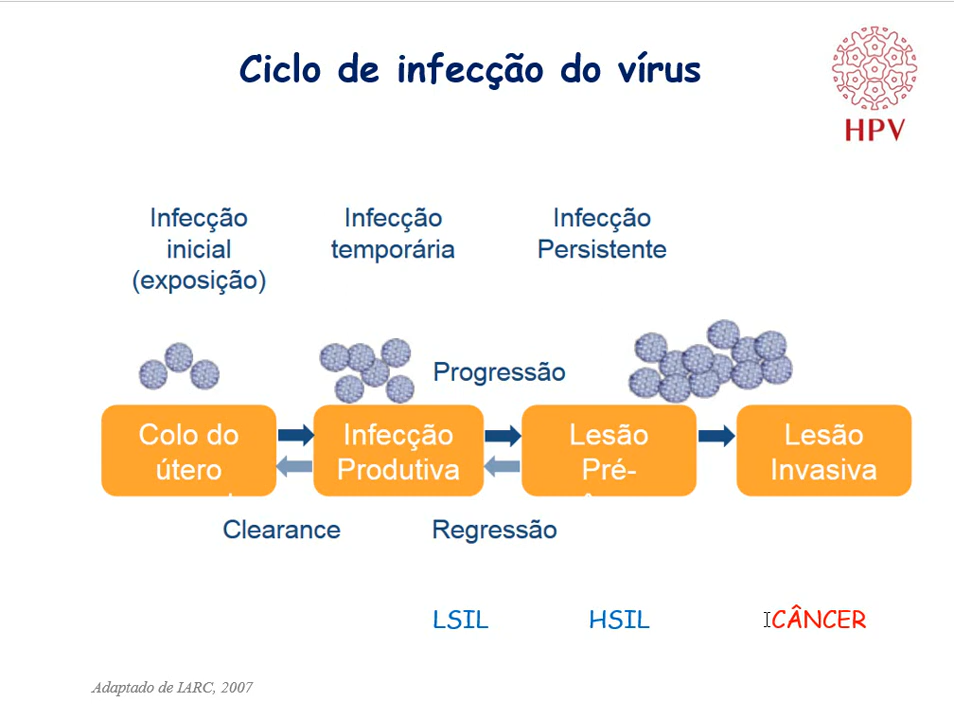 Ciclo de infecção do vírus
HPV
Infecção
inicial
(exposição)
Infecção
temporária
Infecção
Persistente
Progressão
Colo do
útero
Infecção
Produtiva
Lesão
Pré-
Lesão
Invasiva
Clearance
Regressão
LSIL
HSIL
CÂNCER
Adaptado de IARC, 2007